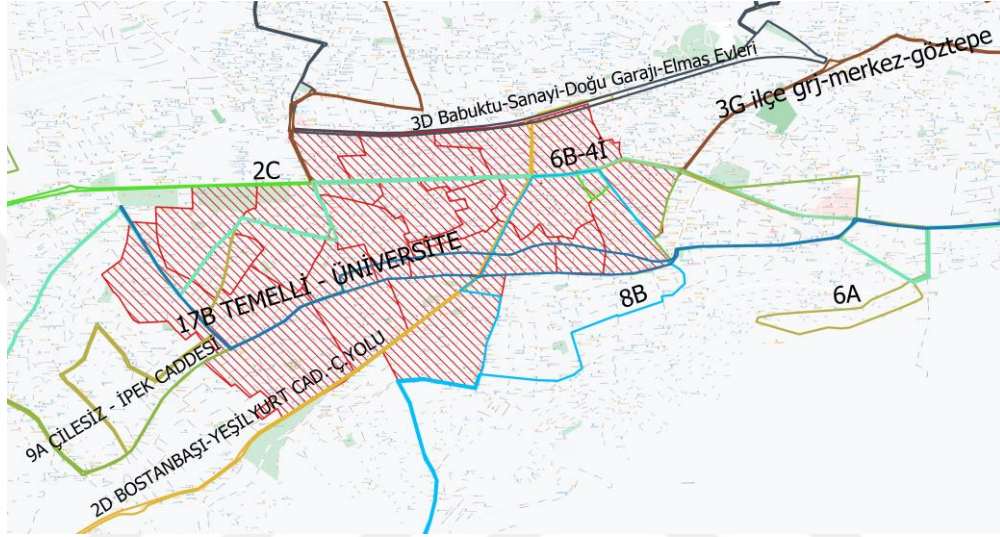 3D Babuktu-Sanayi-Doğu Garajı-Elmas Evleri
3G ilçe grj-merkez-göztepe
6B-4İ
2C
17B TEMELLİ - ÜNİVERSİTE
8B
6A
9A ÇİLESİZ - İPEK CADDESİ
2D BOSTANBAŞI-YEŞİLYURT CAD.-Ç.YOLU